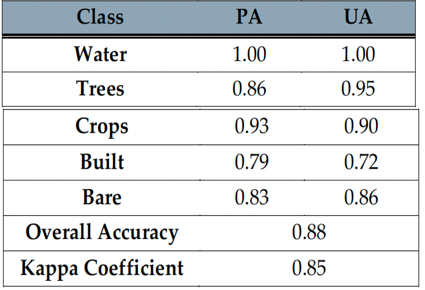 Class PA UA
Water 1.00 1.00
Trees 0.86 0.95
Crops 0.93 0.90
Built 0.79 0.72
Bare 0.83 0.86
Overall Accuracy 0.88
Kappa Coefficient 0.85